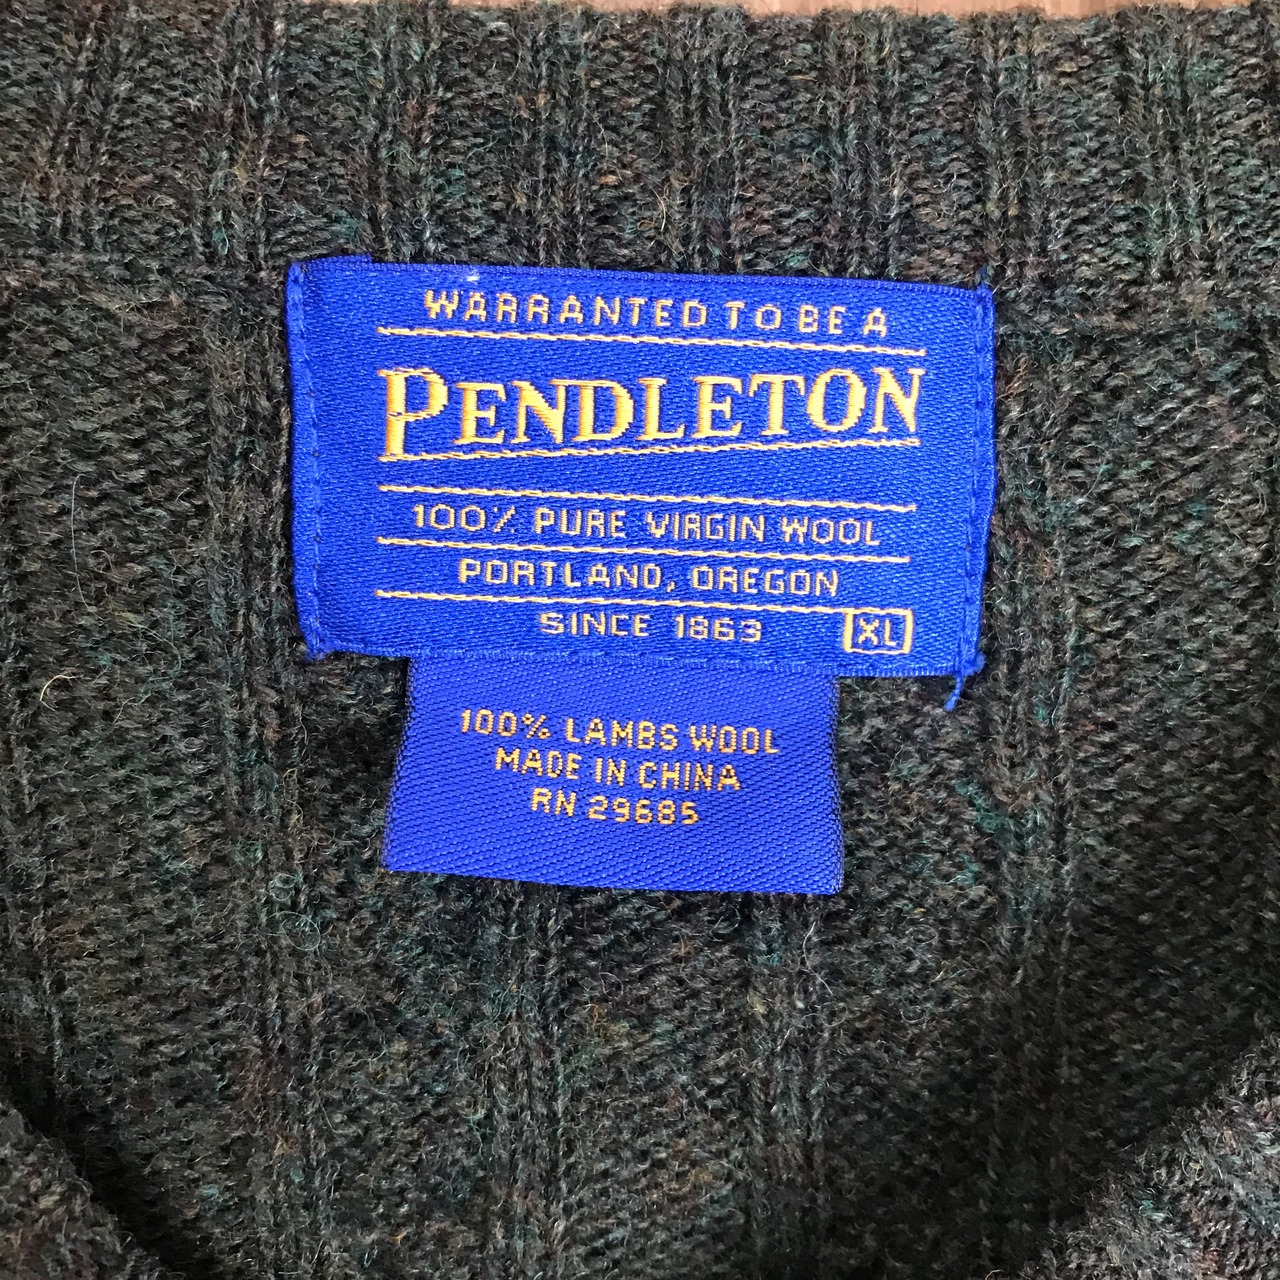 WARRANTED TO BE A
PENDLETON
100% PURE VIRGIN WOOL
PORTLAND, OREGON
SINCE 1863 XL
100% LAMBS WOOL
MADE IN CHINA
RN 29685